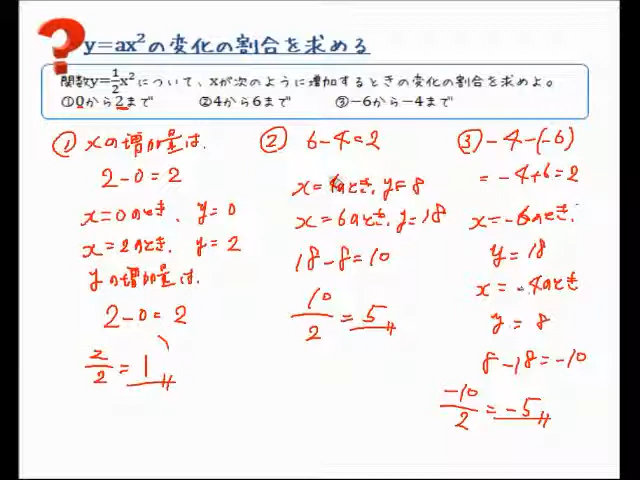 ?
y=ax²の変化の割合を求める
関数y=1/2x²について、xが次のように増加するときの変化の割合を求めよ。
①0から2まで ②4から6まで ③−6から−4まで
① xの増加量は.
2−0=2
x=0のとき、y=0
x=2のとき、y=2
yの増加量は.
2−0=2
2/2=1
② 6−4=2
x=4のとき、y=8
x=6のとき、y=18
18−8=10
10/2=5
③ −4−(−6)
=−4+6=2
x=−6のとき、
y=18
x=−4のとき
y=8
8−18=−10
−10/2=−5